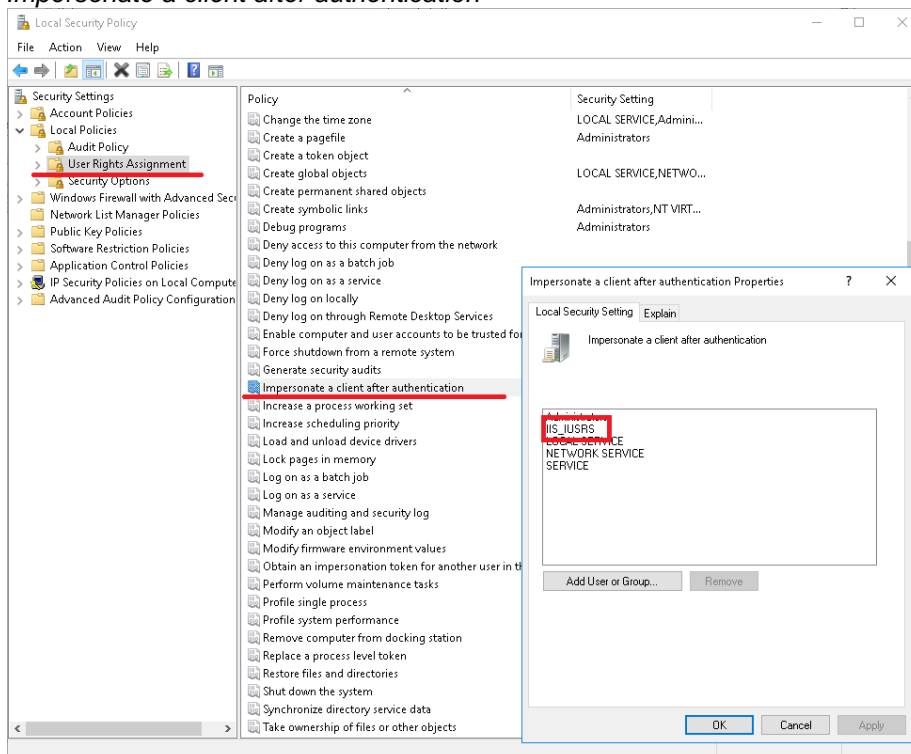 Impersonate a client after authentication
Local Security Policy
File Action View Help
Security Settings
Account Policies
Local Policies
Audit Policy
User Rights Assignment
Security Options
Windows Firewall with Advanced Secu
Network List Manager Policies
Public Key Policies
Software Restriction Policies
Application Control Policies
IP Security Policies on Local Compute
Advanced Audit Policy Configuration
Policy Security Setting
Change the time zone LOCAL SERVICE,Admini...
Create a pagefile Administrators
Create a token object
Create global objects LOCAL SERVICE,NETWO...
Create permanent shared objects
Create symbolic links Administrators,NT VIRT...
Debug programs Administrators
Deny access to this computer from the network
Deny log on as a batch job
Deny log on as a service
Deny log on locally
Deny log on through Remote Desktop Services
Enable computer and user accounts to be trusted for
Force shutdown from a remote system
Generate security audits
Impersonate a client after authentication
Increase a process working set
Increase scheduling priority
Load and unload device drivers
Lock pages in memory
Log on as a batch job
Log on as a service
Manage auditing and security log
Modify an object label
Modify firmware environment values
Obtain an impersonation token for another user in th
Perform volume maintenance tasks
Profile single process
Profile system performance
Remove computer from docking station
Replace a process level token
Restore files and directories
Shut down the system
Synchronize directory service data
Take ownership of files or other objects
Impersonate a client after authentication Properties ? X
Local Security Setting Explain
Impersonate a client after authentication
Administrators
IIS_IUSRS
LOCAL SERVICE
NETWORK SERVICE
SERVICE
Add User or Group... Remove
OK Cancel Apply